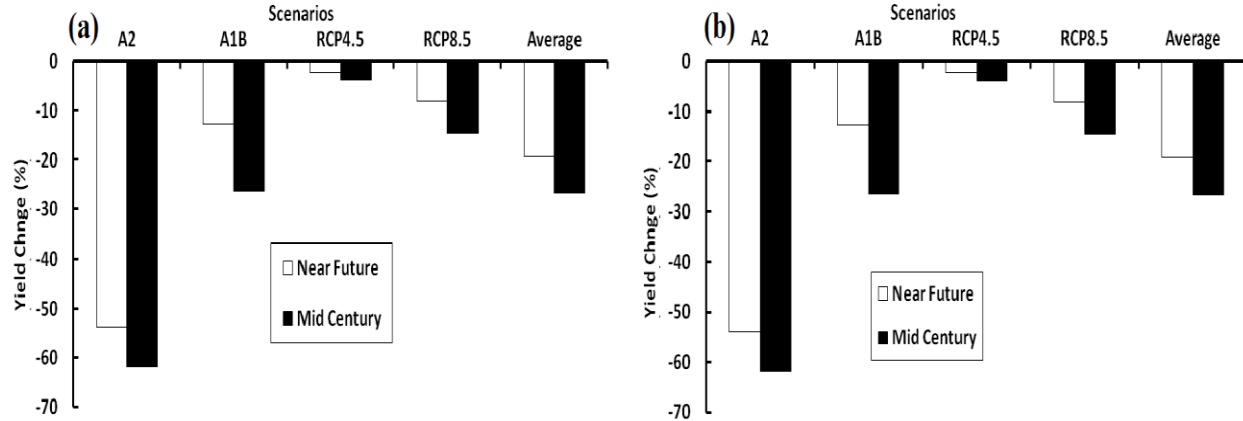 (a)
Scenarios
A2 A1B RCP4.5 RCP8.5 Average
0
-10
-20
-30
-40
-50
-60
-70
Yield Chnge (%)
Near Future
Mid Century
(b)
Scenarios
A2 A1B RCP4.5 RCP8.5 Average
0
-10
-20
-30
-40
-50
-60
-70
Yield Chnge (%)
Near Future
Mid Century